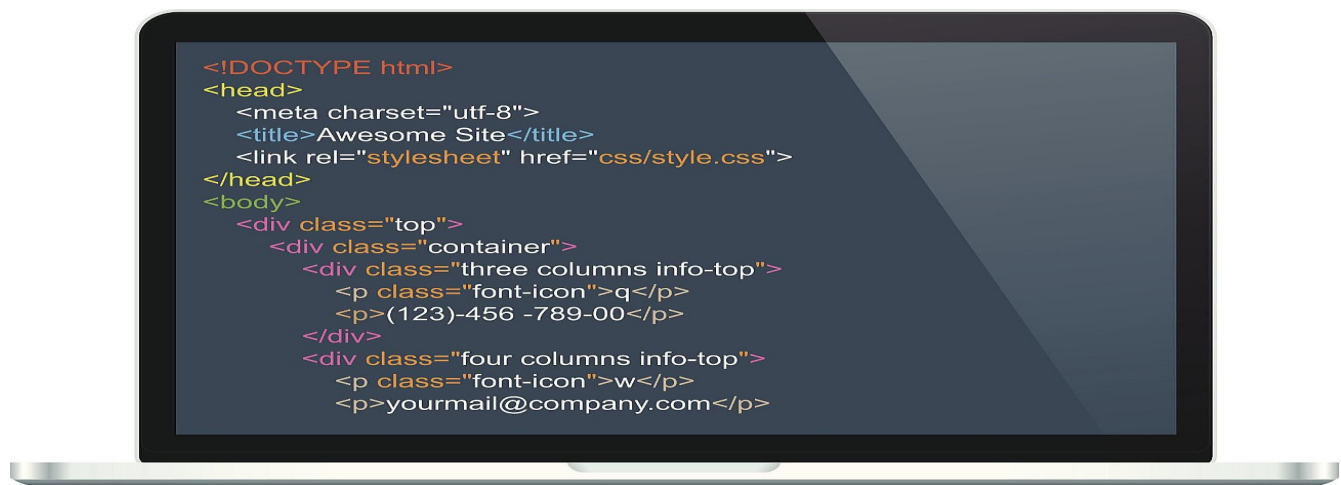 <!DOCTYPE html>
<head>
<meta charset="utf-8">
<title>Awesome Site</title>
<link rel="stylesheet" href="css/style.css">
</head>
<body>
<div class="top">
<div class="container">
<div class="three columns info-top">
<p class="font-icon">q</p>
<p>(123)-456 -789-00</p>
</div>
<div class="four columns info-top">
<p class="font-icon">w</p>
<p>yourmail@company.com</p>